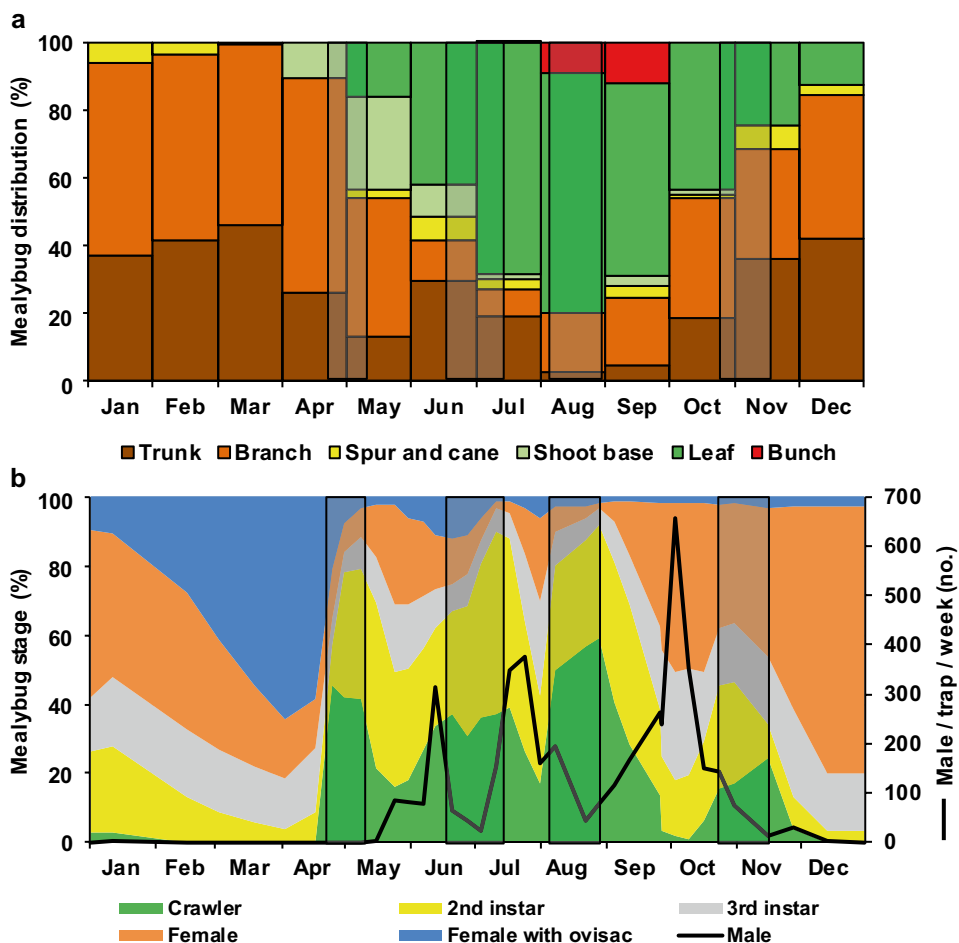 a
Mealybug distribution (%)
100
80
60
40
20
0
Jan Feb Mar Apr May Jun Jul Aug Sep Oct Nov Dec
Trunk Branch Spur and cane Shoot base Leaf Bunch
b
Mealybug stage (%)
100
80
60
40
20
0
700
600
500
400
300
200
100
0
Male / trap / week (no.)
Jan Feb Mar Apr May Jun Jul Aug Sep Oct Nov Dec
Crawler 2nd instar 3rd instar
Female Female with ovisac Male